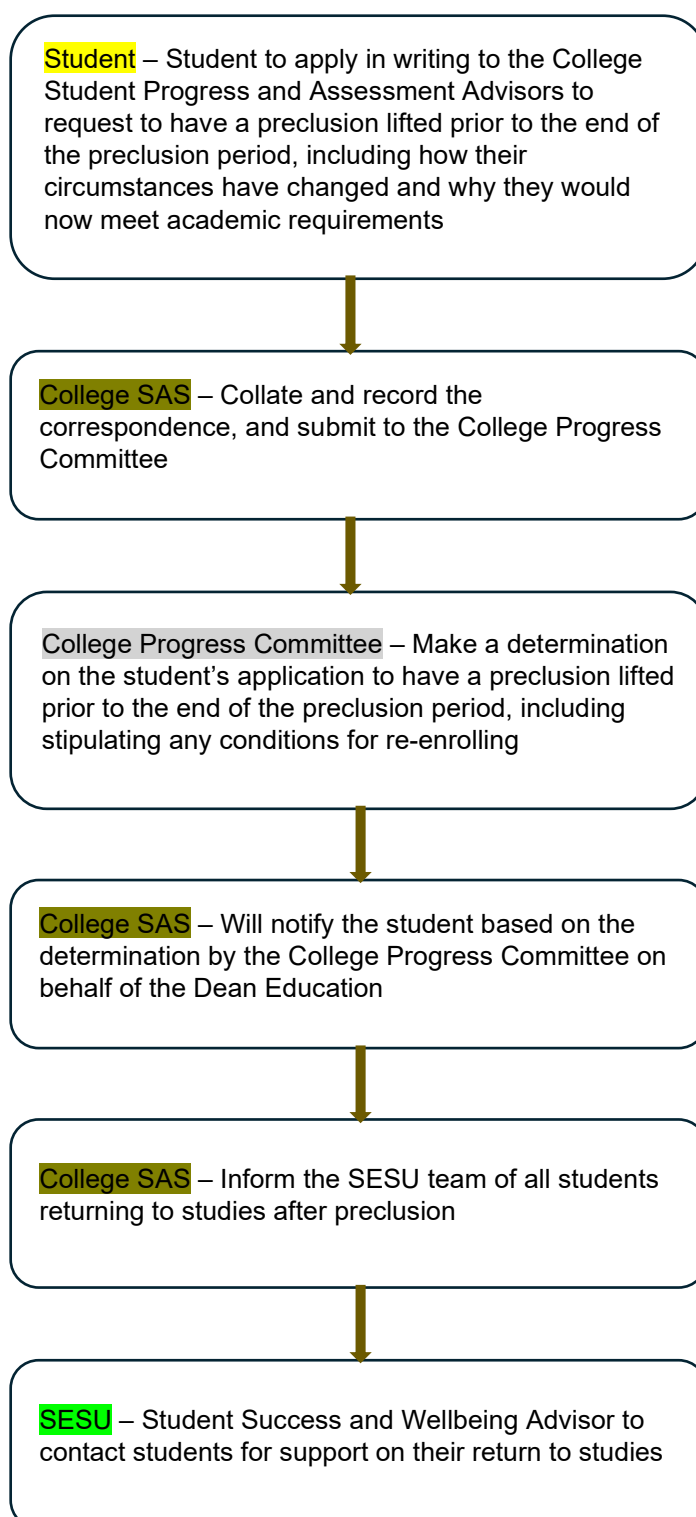 Student – Student to apply in writing to the College
Student Progress and Assessment Advisors to
request to have a preclusion lifted prior to the end of
the preclusion period, including how their
circumstances have changed and why they would
now meet academic requirements
College SAS – Collate and record the
correspondence, and submit to the College Progress
Committee
College Progress Committee – Make a determination
on the student’s application to have a preclusion lifted
prior to the end of the preclusion period, including
stipulating any conditions for re-enrolling
College SAS – Will notify the student based on the
determination by the College Progress Committee on
behalf of the Dean Education
College SAS – Inform the SESU team of all students
returning to studies after preclusion
SESU – Student Success and Wellbeing Advisor to
contact students for support on their return to studies